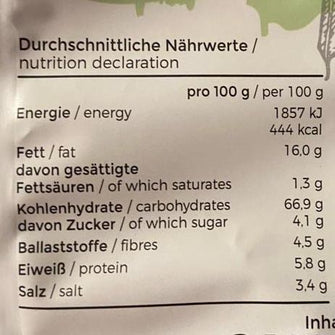 Durchschnittliche Nährwerte /
nutrition declaration
pro 100 g / per 100 g
Energie / energy 1857 kJ
444 kcal
Fett / fat 16,0 g
davon gesättigte
Fettsäuren / of which saturates 1,3 g
Kohlenhydrate / carbohydrates 66,9 g
davon Zucker / of which sugar 4,1 g
Ballaststoffe / fibres 4,5 g
Eiweiß / protein 5,8 g
Salz / salt 3,4 g